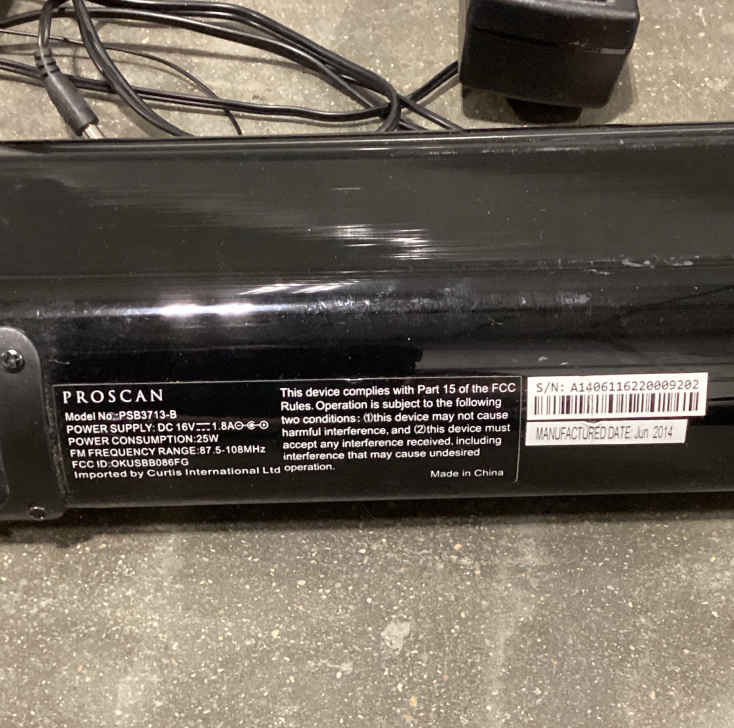 PROSCAN
Model No.:PSB3713-B
POWER SUPPLY: DC 16V 1.8A
POWER CONSUMPTION:25W
FM FREQUENCY RANGE:87.5-108MHz
FCC ID:OKUSBB086FG
Imported by Curtis International Ltd
This device complies with Part 15 of the FCC
Rules. Operation is subject to the following
two conditions: (1)this device may not cause
harmful interference, and (2)this device must
accept any interference received, including
interference that may cause undesired
operation.
Made in China
S/N: A1406116220009202
MANUFACTURED DATE: Jun 2014